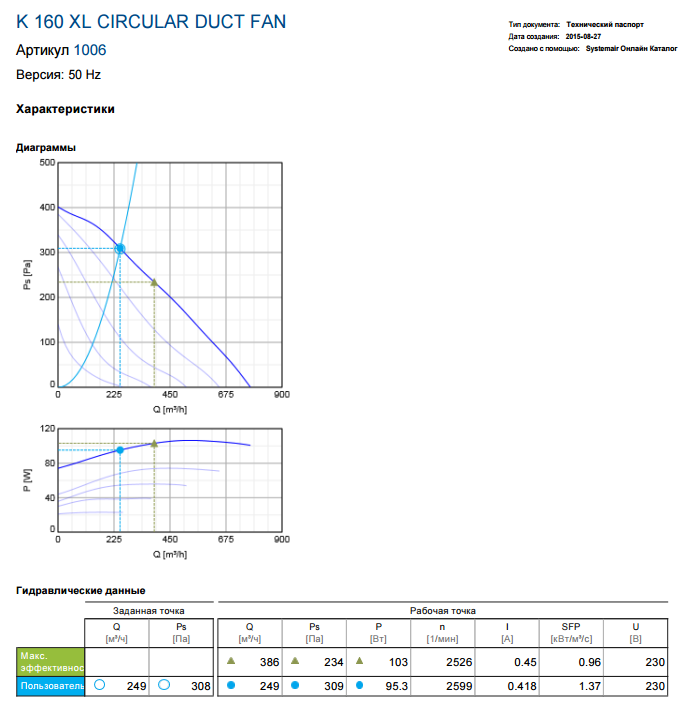 K 160 XL CIRCULAR DUCT FAN
Тип документа: Технический паспорт
Дата создания: 2015-08-27
Создано с помощью: Systemair Онлайн Каталог
Артикул 1006
Версия: 50 Hz
Характеристики
Диаграммы
500
400
300
200
100
0
Ps [Pa]
0 225 450 675 900
Q [m³/h]
120
80
40
0
P [W]
0 225 450 675 900
Q [m³/h]
Гидравлические данные
Заданная точка Рабочая точка
Q Ps Q Ps P n I SFP U
[м³/ч] [Па] [м³/ч] [Па] [Вт] [1/мин] [А] [кВт/м³/с] [В]
Макс.
эффективнос 386 234 103 2526 0.45 0.96 230
Пользователь 249 308 249 309 95.3 2599 0.418 1.37 230